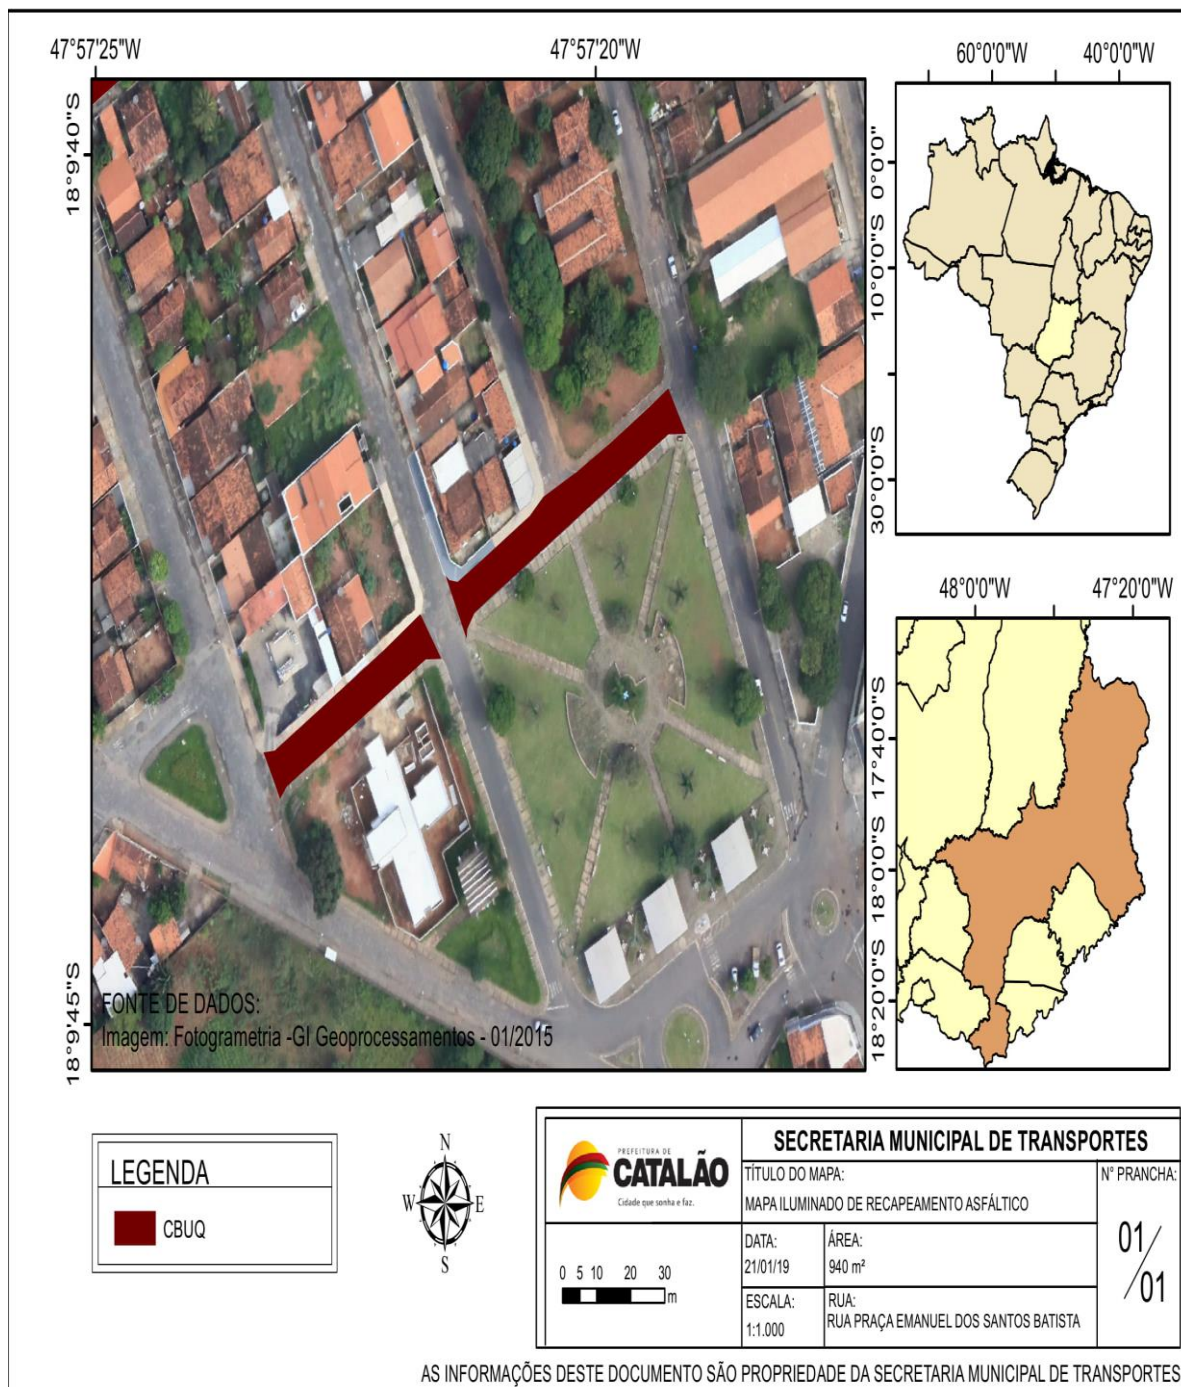 47°57'25"W
47°57'20"W
60°0'0"W
40°0'0"W
18°9'40"S
18°9'45"S
0°0'0"
10°0'0"S
30°0'0"S
48°0'0"W
47°20'0"W
17°40'0"S
18°0'0"S
18°20'0"S
FONTE DE DADOS:
Imagem: Fotogrametria -GI Geoprocessamentos - 01/2015
LEGENDA
CBUQ
N
W
E
S
PREFEITURA DE
CATALÃO
Cidade que sonha e faz.
0 5 10 20 30
m
SECRETARIA MUNICIPAL DE TRANSPORTES
TÍTULO DO MAPA:
MAPA ILUMINADO DE RECAPEAMENTO ASFÁLTICO
N° PRANCHA:
01/01
DATA:
21/01/19
ÁREA:
940 m²
ESCALA:
1:1.000
RUA:
RUA PRAÇA EMANUEL DOS SANTOS BATISTA
AS INFORMAÇÕES DESTE DOCUMENTO SÃO PROPRIEDADE DA SECRETARIA MUNICIPAL DE TRANSPORTES